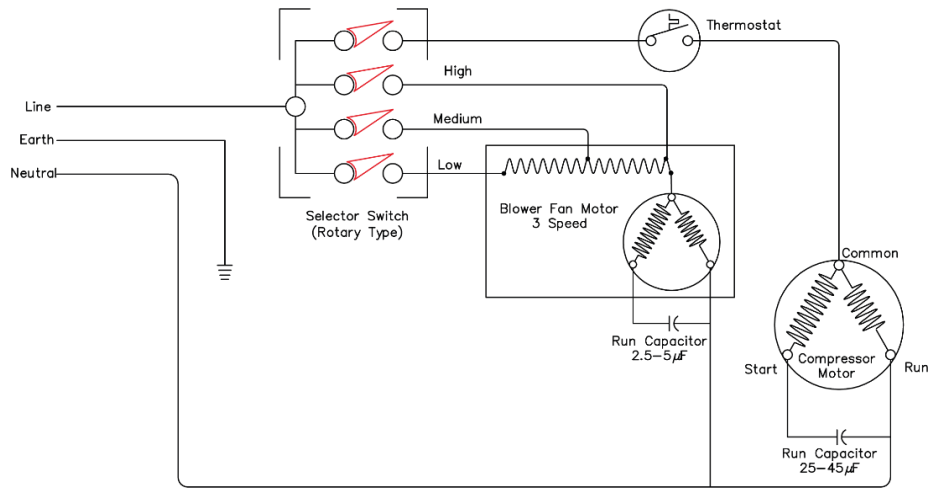 Thermostat
High
Line
Medium
Earth
Low
Neutral
Selector Switch
(Rotary Type)
Blower Fan Motor
3 Speed
Common
Run Capacitor
2.5-5µF
Start
Compressor
Motor
Run
Run Capacitor
25-45µF